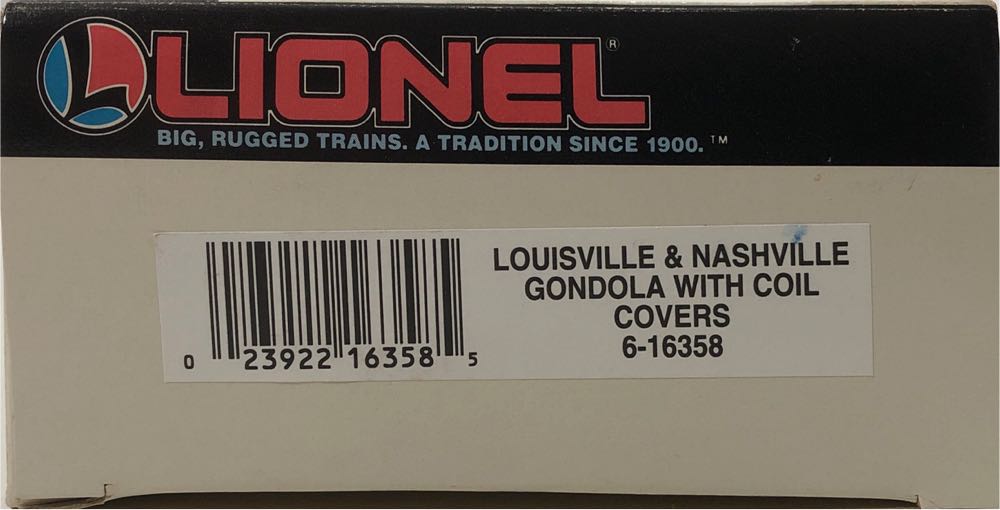 LIONEL®
BIG, RUGGED TRAINS. A TRADITION SINCE 1900.™
LOUISVILLE & NASHVILLE
GONDOLA WITH COIL
COVERS
6-16358
0 23922 16358 5